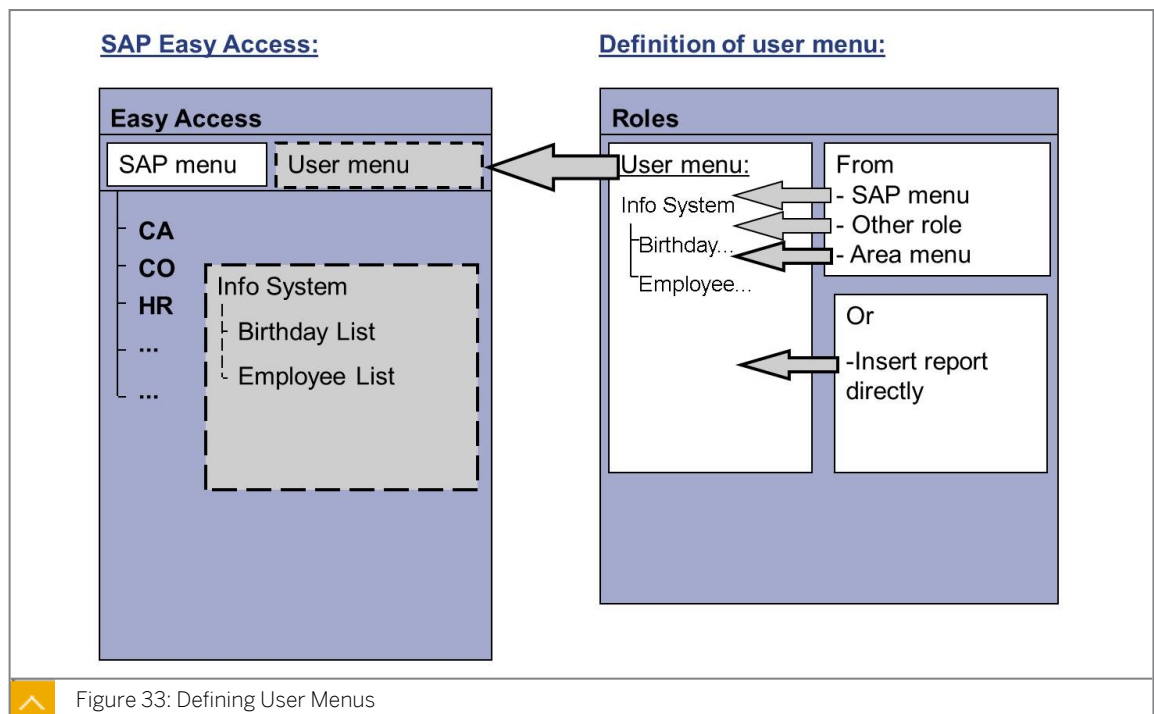 SAP Easy Access:
Definition of user menu:
Easy Access
SAP menu
User menu
CA
CO
HR
...
...
Info System
Birthday List
Employee List
Roles
User menu:
Info System
Birthday...
Employee...
From
- SAP menu
- Other role
- Area menu
Or
-Insert report
directly
Figure 33: Defining User Menus